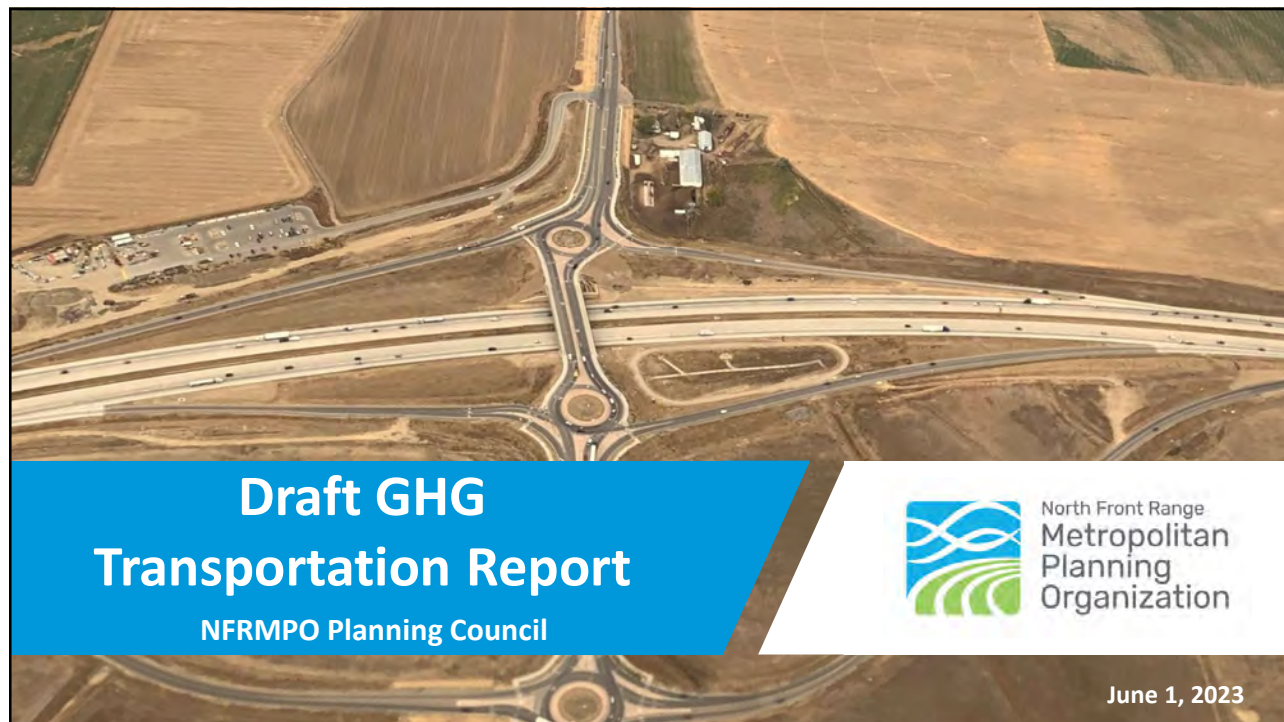 Draft GHG
Transportation Report
NFRMPO Planning Council
North Front Range
Metropolitan
Planning
Organization
June 1, 2023